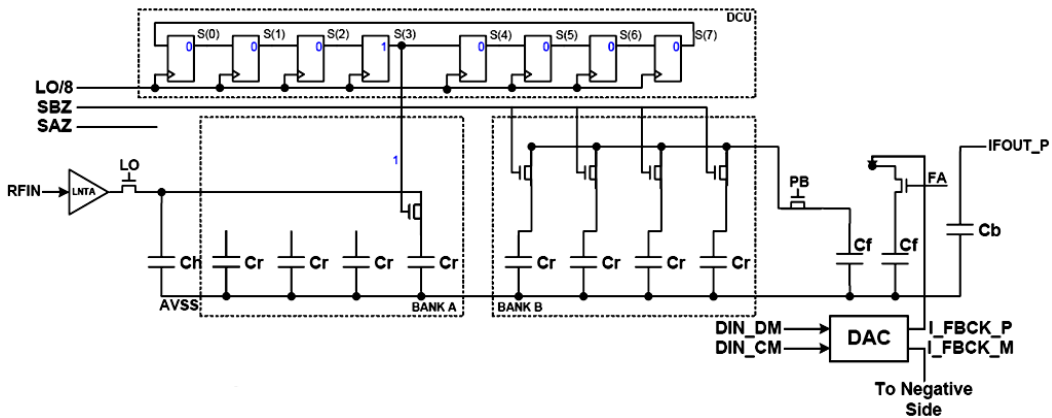 DCU
S(0) S(1) S(2) S(3) S(4) S(5) S(6) S(7)
0 0 0 1 0 0 0 0
LO/8
SBZ
SAZ
1
IFOUT_P
LO
PB
FA
RFIN
LNTA
Ch Cr Cr Cr Cr Cr Cr Cr Cr Cf Cf Cb
AVSS
BANK A
BANK B
DIN_DM
DIN_CM
DAC
I_FBCK_P
I_FBCK_M
To Negative
Side